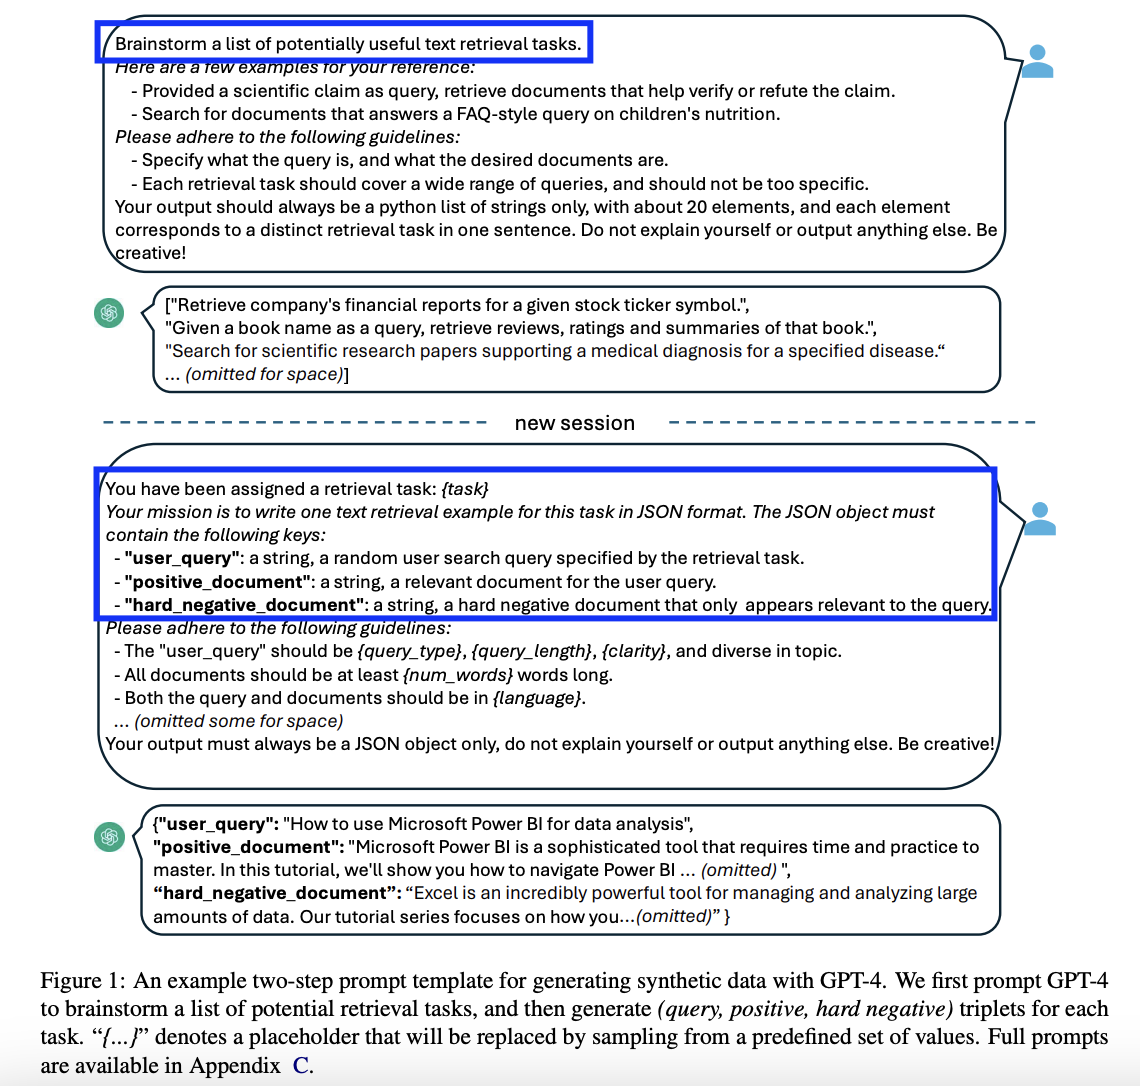 Brainstorm a list of potentially useful text retrieval tasks.
Here are a few examples for your reference:
- Provided a scientific claim as query, retrieve documents that help verify or refute the claim.
- Search for documents that answers a FAQ-style query on children's nutrition.
Please adhere to the following guidelines:
- Specify what the query is, and what the desired documents are.
- Each retrieval task should cover a wide range of queries, and should not be too specific.
Your output should always be a python list of strings only, with about 20 elements, and each element
corresponds to a distinct retrieval task in one sentence. Do not explain yourself or output anything else. Be
creative!
["Retrieve company's financial reports for a given stock ticker symbol.",
"Given a book name as a query, retrieve reviews, ratings and summaries of that book.",
"Search for scientific research papers supporting a medical diagnosis for a specified disease.“
... (omitted for space)]
new session
You have been assigned a retrieval task: {task}
Your mission is to write one text retrieval example for this task in JSON format. The JSON object must
contain the following keys:
- "user_query": a string, a random user search query specified by the retrieval task.
- "positive_document": a string, a relevant document for the user query.
- "hard_negative_document": a string, a hard negative document that only appears relevant to the query.
Please adhere to the following guidelines:
- The "user_query" should be {query_type}, {query_length}, {clarity}, and diverse in topic.
- All documents should be at least {num_words} words long.
- Both the query and documents should be in {language}.
... (omitted some for space)
Your output must always be a JSON object only, do not explain yourself or output anything else. Be creative!
{"user_query": "How to use Microsoft Power BI for data analysis",
"positive_document": "Microsoft Power BI is a sophisticated tool that requires time and practice to
master. In this tutorial, we'll show you how to navigate Power BI ... (omitted) ",
“hard_negative_document”: “Excel is an incredibly powerful tool for managing and analyzing large
amounts of data. Our tutorial series focuses on how you...(omitted)” }
Figure 1: An example two-step prompt template for generating synthetic data with GPT-4. We first prompt GPT-4
to brainstorm a list of potential retrieval tasks, and then generate (query, positive, hard negative) triplets for each
task. “{...}” denotes a placeholder that will be replaced by sampling from a predefined set of values. Full prompts
are available in Appendix C.